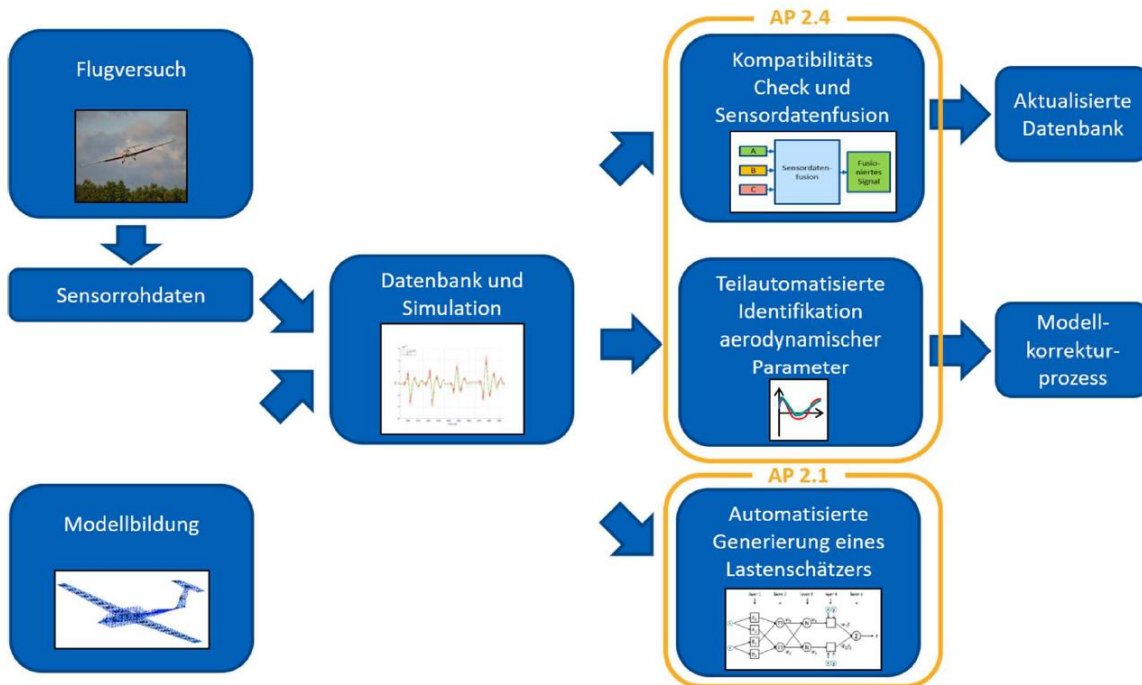 Flugversuch
Sensorrohdaten
Modellbildung
Datenbank und
Simulation
AP 2.4
Kompatibilitäts
Check und
Sensordatenfusion
A
B
C
Sensordaten-
fusion
Fusio-
niertes
Signal
Teilautomatisierte
Identifikation
aerodynamischer
Parameter
AP 2.1
Automatisierte
Generierung eines
Lastenschätzers
Aktualisierte
Datenbank
Modell-
korrektur-
prozess